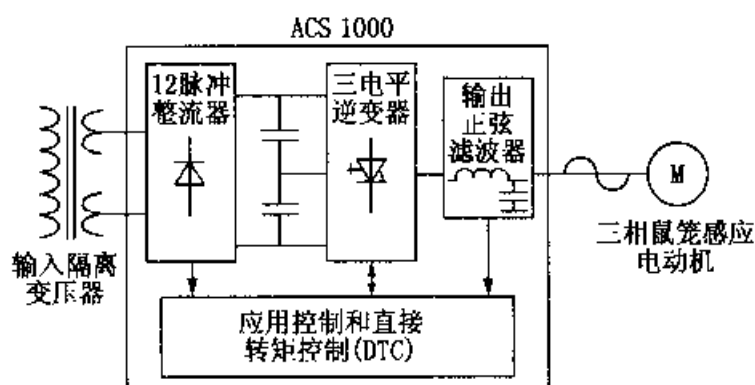 ACS 1000
12脉冲
整流器
三电平
逆变器
输出
正弦
滤波器
M
输入隔离
变压器
三相鼠笼感应
电动机
应用控制和直接
转矩控制(DTC)